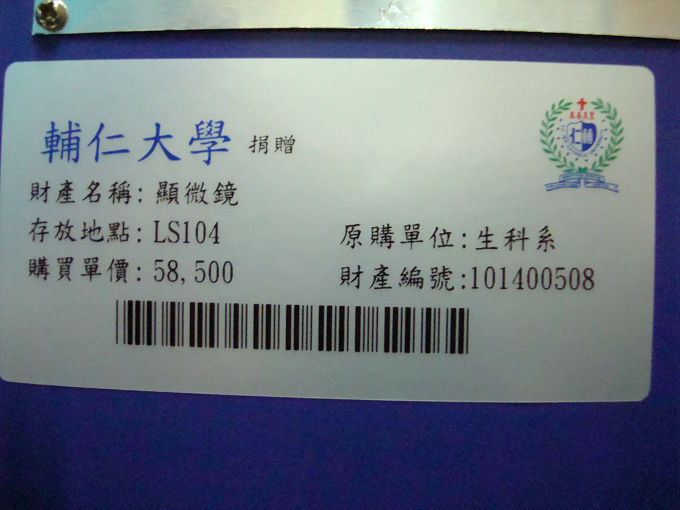 輔仁大學 捐贈
財產名稱: 顯微鏡
存放地點: LS104 原購單位: 生科系
購買單價: 58,500 財產編號:101400508